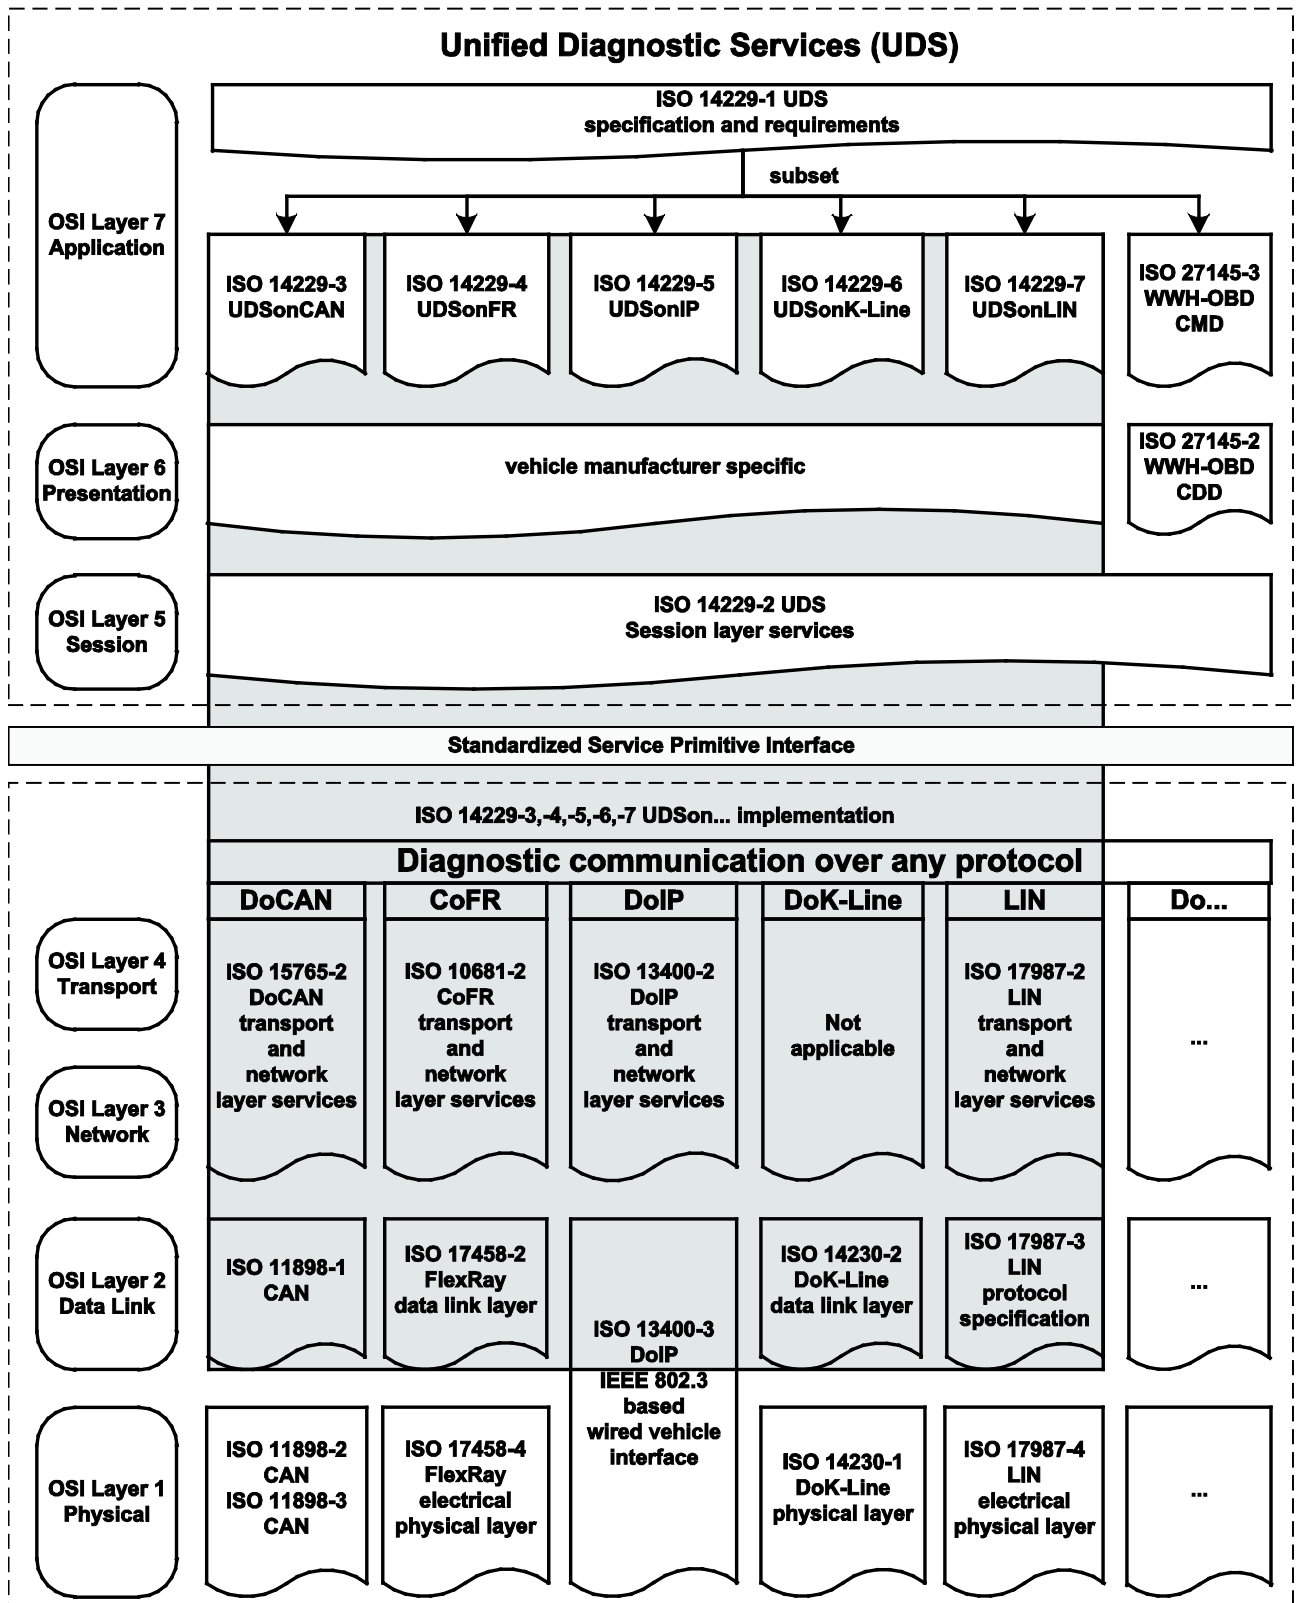 Unified Diagnostic Services (UDS)
ISO 14229-1 UDS
specification and requirements
subset
OSI Layer 7
Application
ISO 14229-3
UDSonCAN
ISO 14229-4
UDSonFR
ISO 14229-5
UDSonIP
ISO 14229-6
UDSonK-Line
ISO 14229-7
UDSonLIN
ISO 27145-3
WWH-OBD
CMD
OSI Layer 6
Presentation
vehicle manufacturer specific
ISO 27145-2
WWH-OBD
CDD
OSI Layer 5
Session
ISO 14229-2 UDS
Session layer services
Standardized Service Primitive Interface
ISO 14229-3,-4,-5,-6,-7 UDSon... implementation
Diagnostic communication over any protocol
DoCAN
CoFR
DoIP
DoK-Line
LIN
Do...
OSI Layer 4
Transport
OSI Layer 3
Network
ISO 15765-2
DoCAN
transport
and
network
layer services
ISO 10681-2
CoFR
transport
and
network
layer services
ISO 13400-2
DoIP
transport
and
network
layer services
Not
applicable
ISO 17987-2
LIN
transport
and
network
layer services
...
OSI Layer 2
Data Link
ISO 11898-1
CAN
ISO 17458-2
FlexRay
data link layer
ISO 13400-3
DoIP
IEEE 802.3
based
wired vehicle
interface
ISO 14230-2
DoK-Line
data link layer
ISO 17987-3
LIN
protocol
specification
...
OSI Layer 1
Physical
ISO 11898-2
CAN
ISO 11898-3
CAN
ISO 17458-4
FlexRay
electrical
physical layer
ISO 14230-1
DoK-Line
physical layer
ISO 17987-4
LIN
electrical
physical layer
...